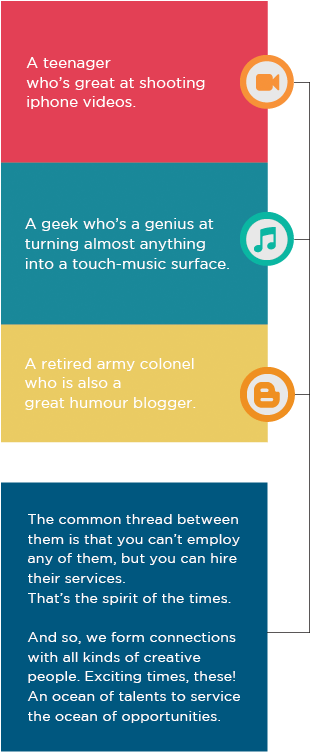 A teenager
who's great at shooting
iphone videos.
A geek who's a genius at
turning almost anything
into a touch-music surface.
A retired army colonel
who is also a
great humour blogger.
The common thread between
them is that you can't employ
any of them, but you can hire
their services.
That's the spirit of the times.
And so, we form connections
with all kinds of creative
people. Exciting times, these!
An ocean of talents to service
the ocean of opportunities.